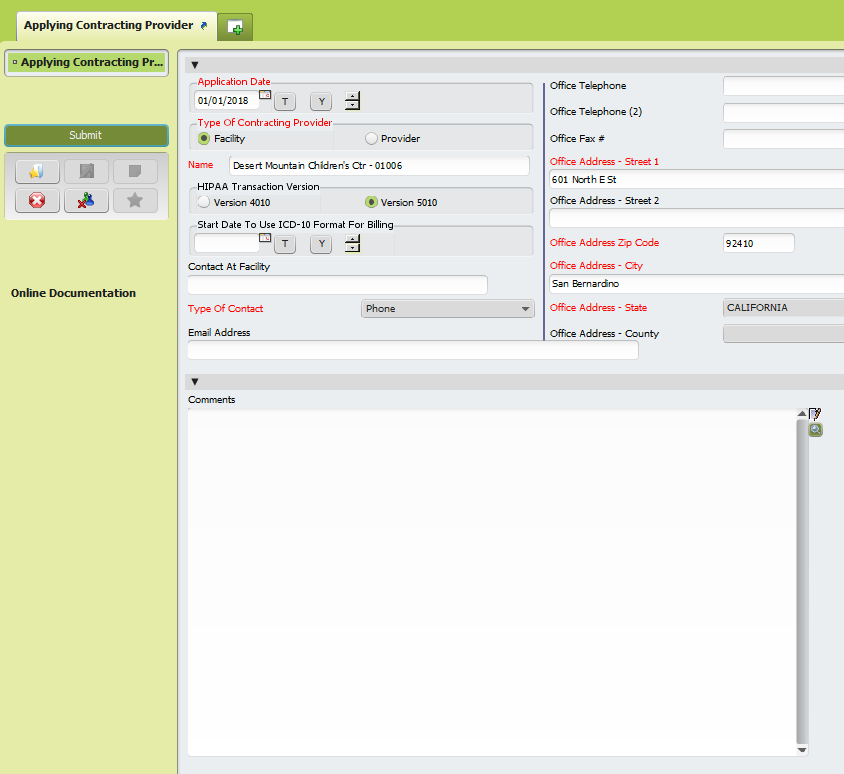 Applying Contracting Provider
Applying Contracting Pr...
Submit
Online Documentation
Application Date
01/01/2018 T Y
Type Of Contracting Provider
Facility Provider
Name Desert Mountain Children's Ctr - 01006
HIPAA Transaction Version
Version 4010 Version 5010
Start Date To Use ICD-10 Format For Billing
T Y
Contact At Facility
Type Of Contact Phone
Email Address
Office Telephone
Office Telephone (2)
Office Fax #
Office Address - Street 1
601 North E St
Office Address - Street 2
Office Address Zip Code 92410
Office Address - City
San Bernardino
Office Address - State CALIFORNIA
Office Address - County
Comments